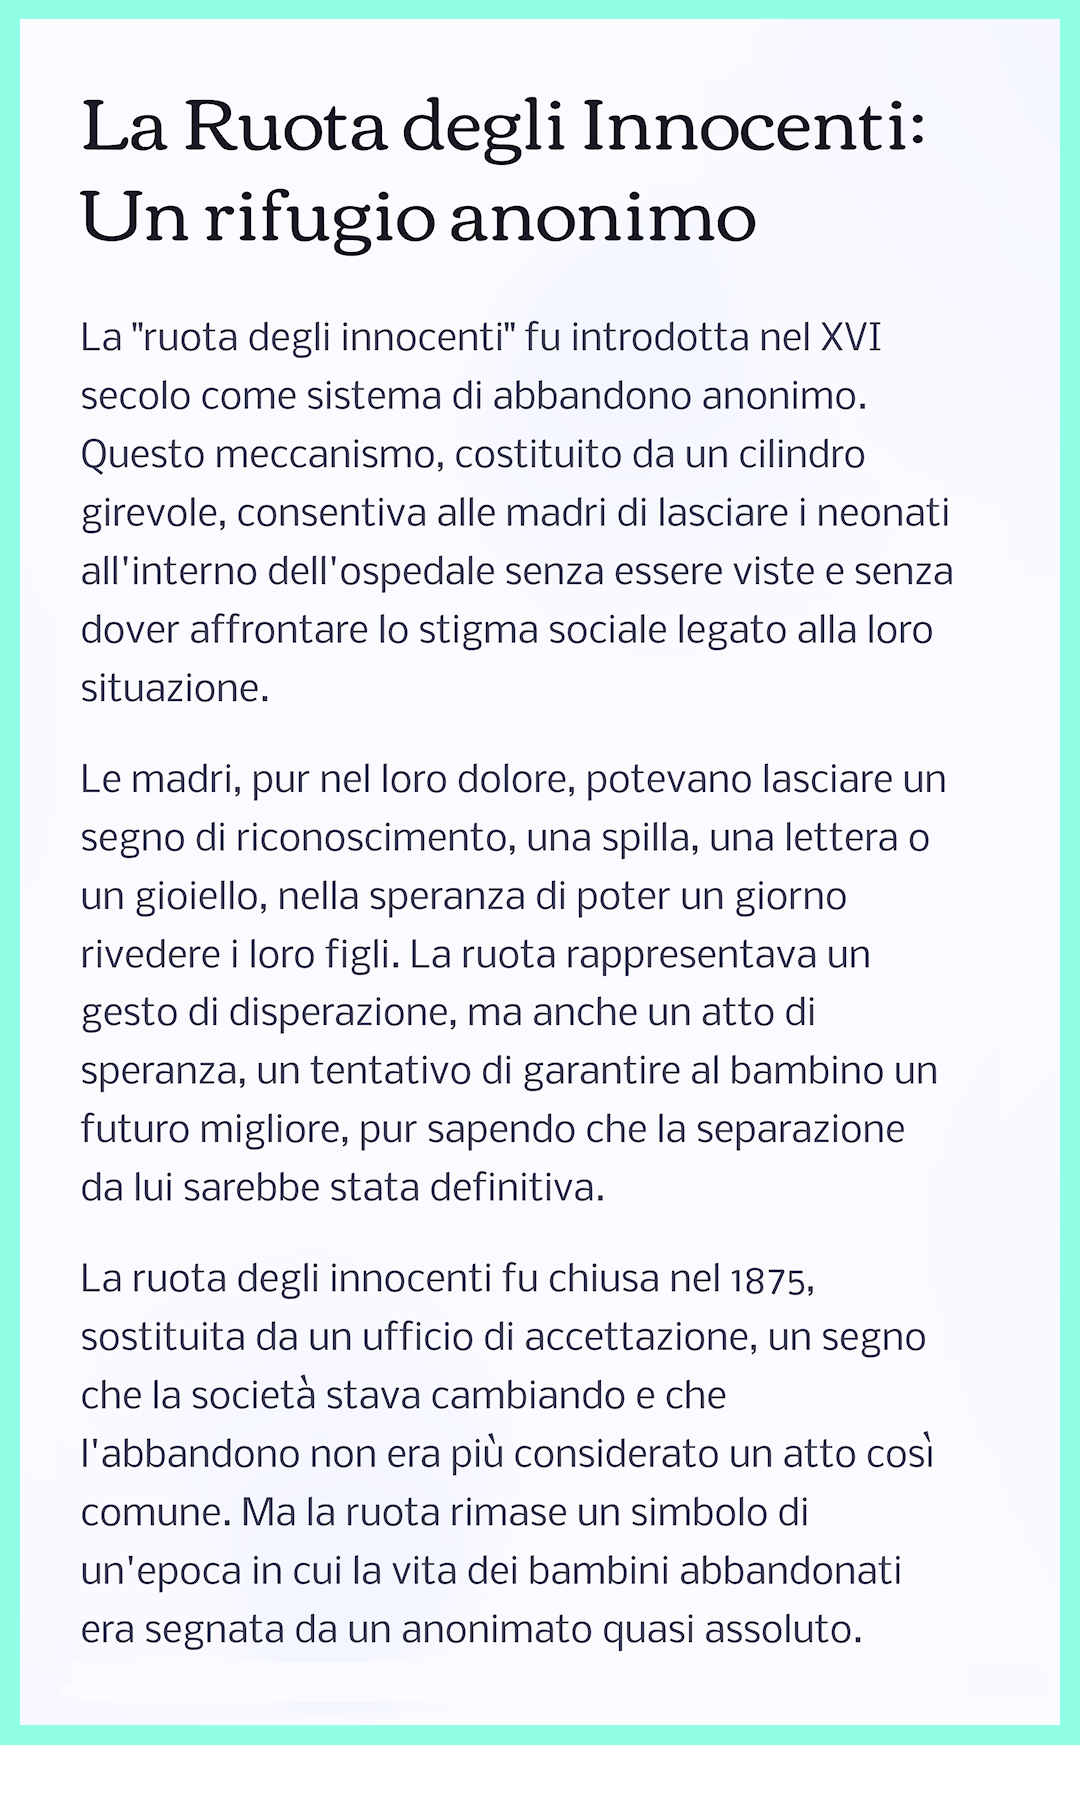 La Ruota degli Innocenti:
Un rifugio anonimo
La "ruota degli innocenti" fu introdotta nel XVI
secolo come sistema di abbandono anonimo.
Questo meccanismo, costituito da un cilindro
girevole, consentiva alle madri di lasciare i neonati
all'interno dell'ospedale senza essere viste e senza
dover affrontare lo stigma sociale legato alla loro
situazione.
Le madri, pur nel loro dolore, potevano lasciare un
segno di riconoscimento, una spilla, una lettera o
un gioiello, nella speranza di poter un giorno
rivedere i loro figli. La ruota rappresentava un
gesto di disperazione, ma anche un atto di
speranza, un tentativo di garantire al bambino un
futuro migliore, pur sapendo che la separazione
da lui sarebbe stata definitiva.
La ruota degli innocenti fu chiusa nel 1875,
sostituita da un ufficio di accettazione, un segno
che la società stava cambiando e che
l'abbandono non era più considerato un atto così
comune. Ma la ruota rimase un simbolo di
un'epoca in cui la vita dei bambini abbandonati
era segnata da un anonimato quasi assoluto.